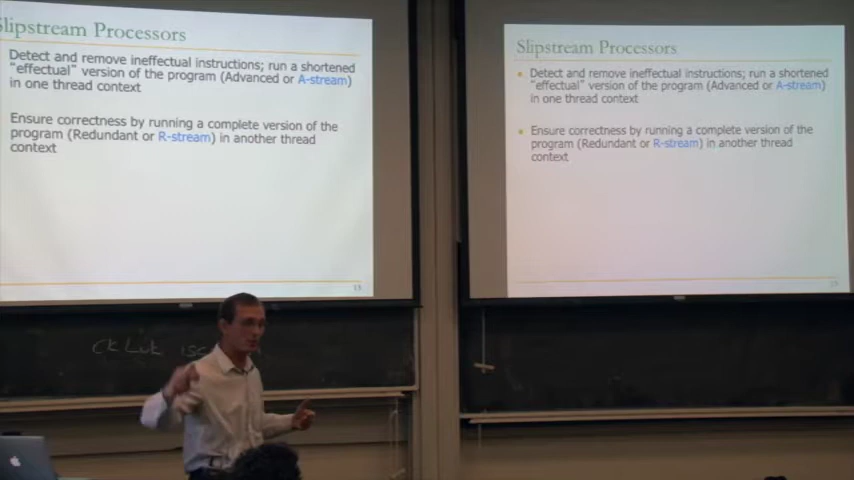 Slipstream Processors
Detect and remove ineffectual instructions; run a shortened
"effectual" version of the program (Advanced or A-stream)
in one thread context
Ensure correctness by running a complete version of the
program (Redundant or R-stream) in another thread
context
13
Ck Luk
Slipstream Processors
Detect and remove ineffectual instructions; run a shortened
"effectual" version of the program (Advanced or A-stream)
in one thread context
Ensure correctness by running a complete version of the
program (Redundant or R-stream) in another thread
context